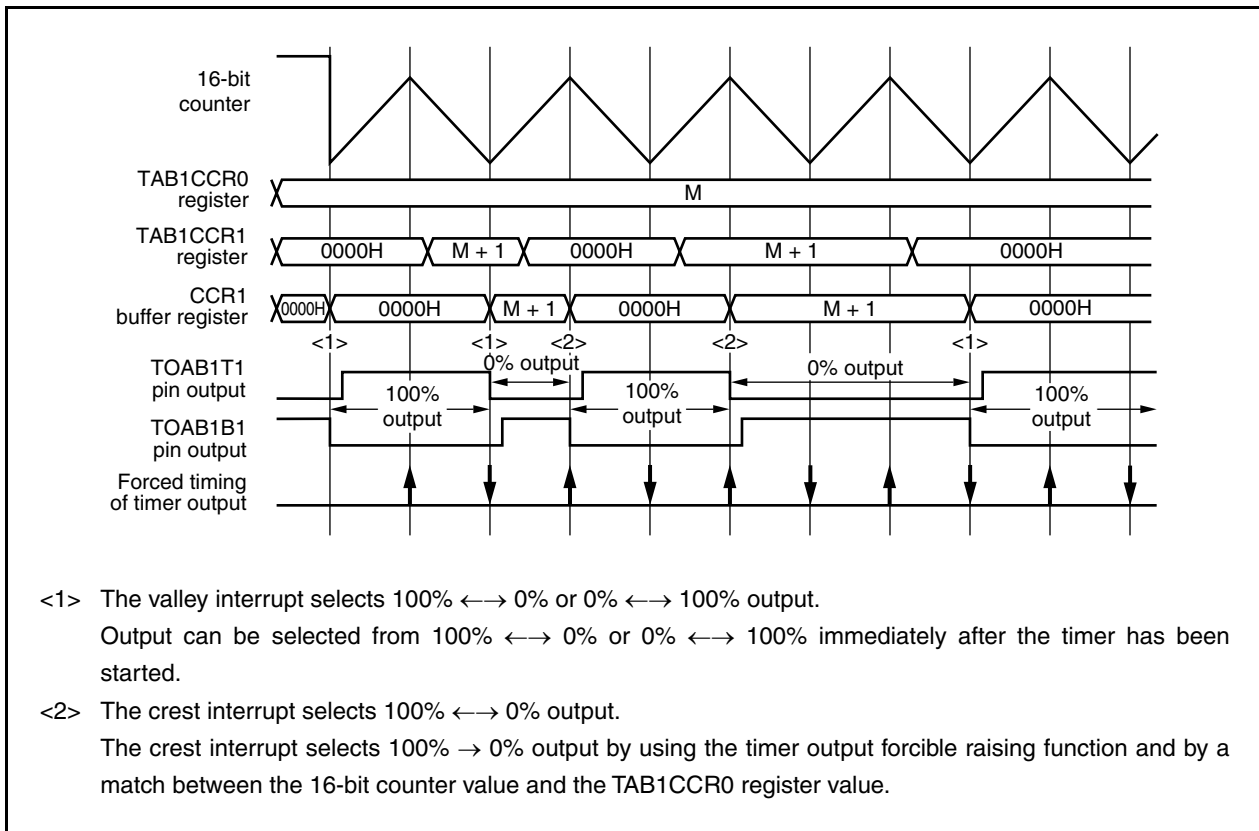 16-bit
counter
TAB1CCR0
register
M
TAB1CCR1
register
0000H M + 1 0000H M + 1 0000H
CCR1
buffer register
0000H 0000H M + 1 0000H M + 1 0000H
<1> <1> <2> <2> <1>
TOAB1T1
pin output
0% output 0% output
100%
output
100%
output
100%
output
TOAB1B1
pin output
Forced timing
of timer output
<1> The valley interrupt selects 100% ←→ 0% or 0% ←→ 100% output.
Output can be selected from 100% ←→ 0% or 0% ←→ 100% immediately after the timer has been
started.
<2> The crest interrupt selects 100% ←→ 0% output.
The crest interrupt selects 100% → 0% output by using the timer output forcible raising function and by a
match between the 16-bit counter value and the TAB1CCR0 register value.